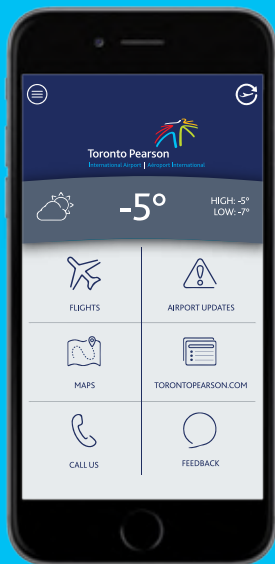 Toronto Pearson
International Airport | Aéroport International
-5°
HIGH: -5°
LOW: -7°
FLIGHTS
AIRPORT UPDATES
MAPS
TORONTOPEARSON.COM
CALL US
FEEDBACK